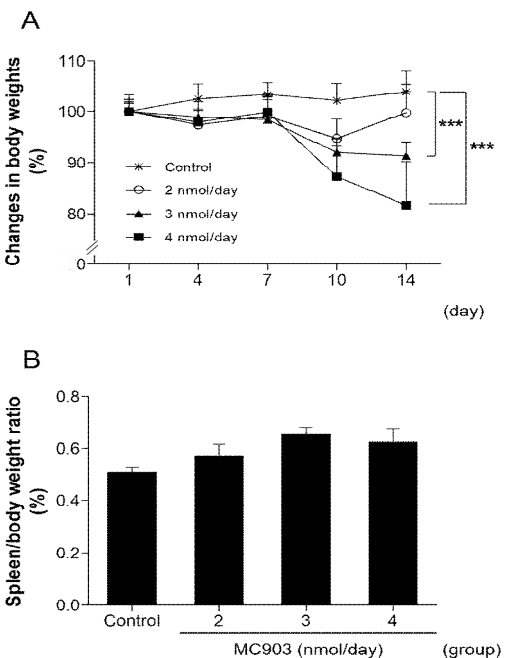 A
Changes in body weights
(%)
110
100
90
80
0
Control
2 nmol/day
3 nmol/day
4 nmol/day
***
***
1 4 7 10 14
(day)
B
Spleen/body weight ratio
(%)
0.8
0.6
0.4
0.2
0.0
Control 2 3 4
MC903 (nmol/day) (group)